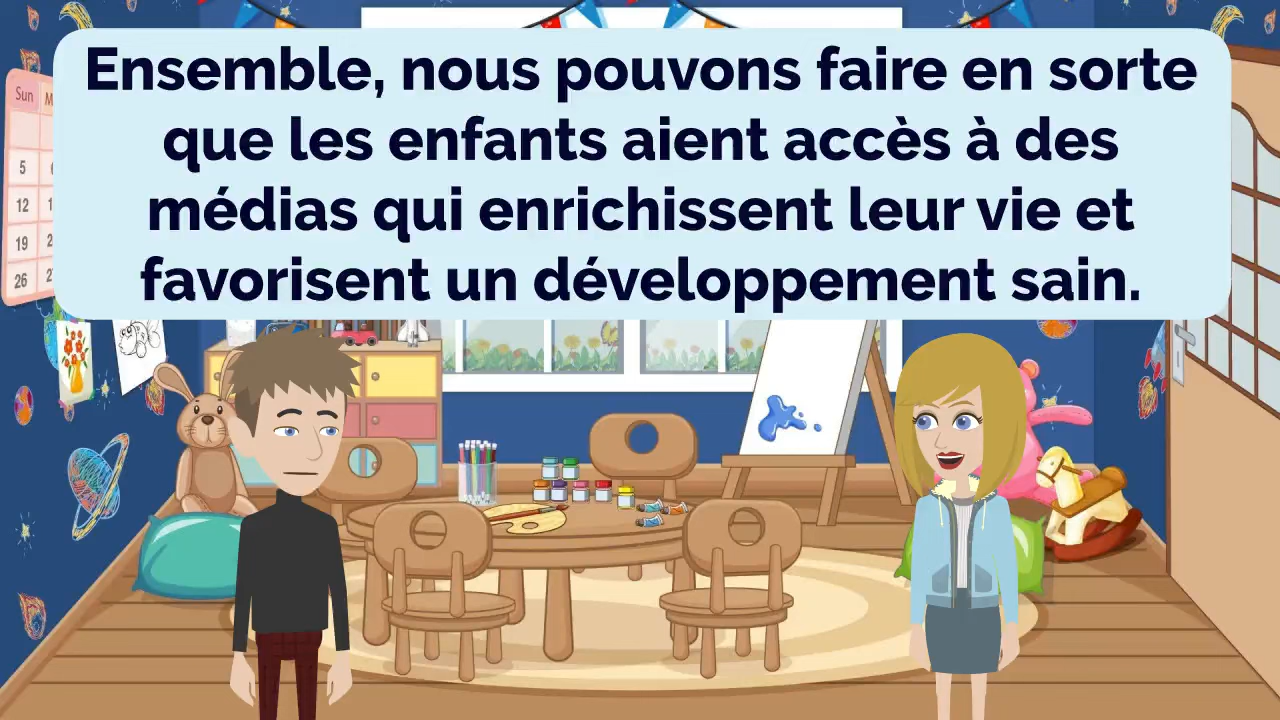 Ensemble, nous pouvons faire en sorte
que les enfants aient accès à des
médias qui enrichissent leur vie et
favorisent un développement sain.
Sun
5
12
19
26